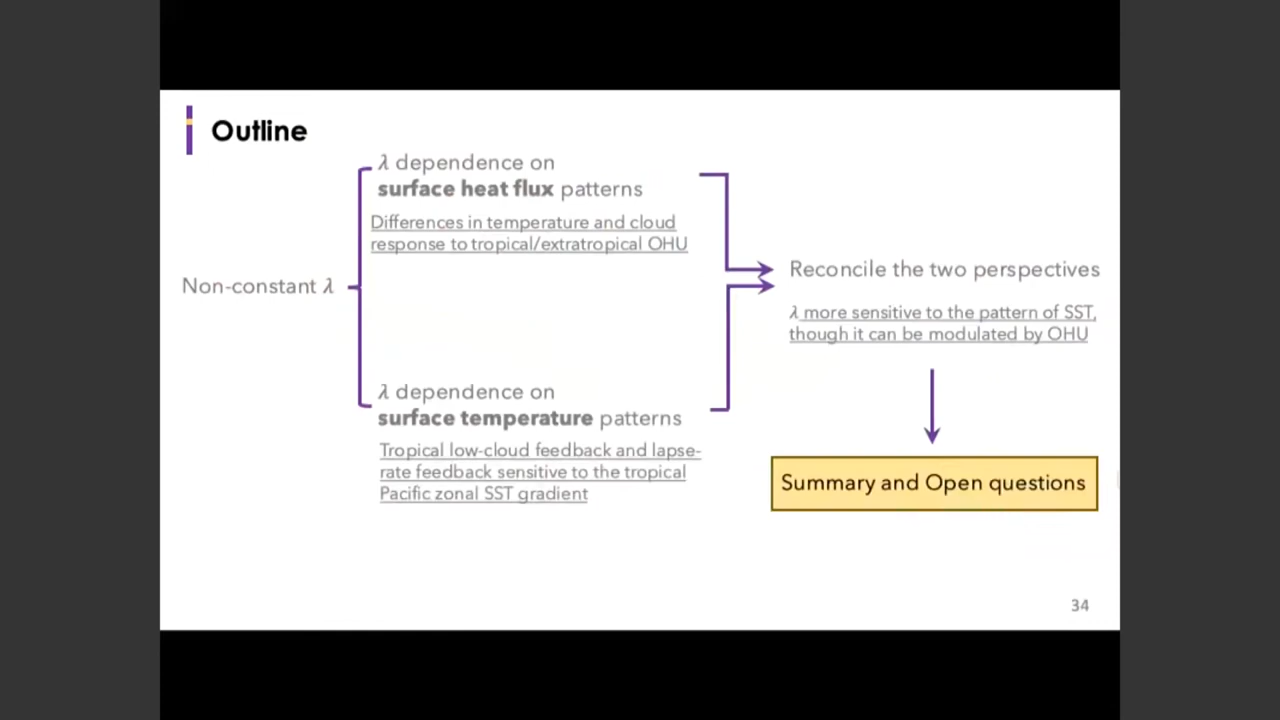 Outline
λ dependence on
surface heat flux patterns
Differences in temperature and cloud
response to tropical/extratropical OHU
Non-constant λ
λ dependence on
surface temperature patterns
Tropical low-cloud feedback and lapse-
rate feedback sensitive to the tropical
Pacific zonal SST gradient
Reconcile the two perspectives
λ more sensitive to the pattern of SST,
though it can be modulated by OHU
Summary and Open questions
34